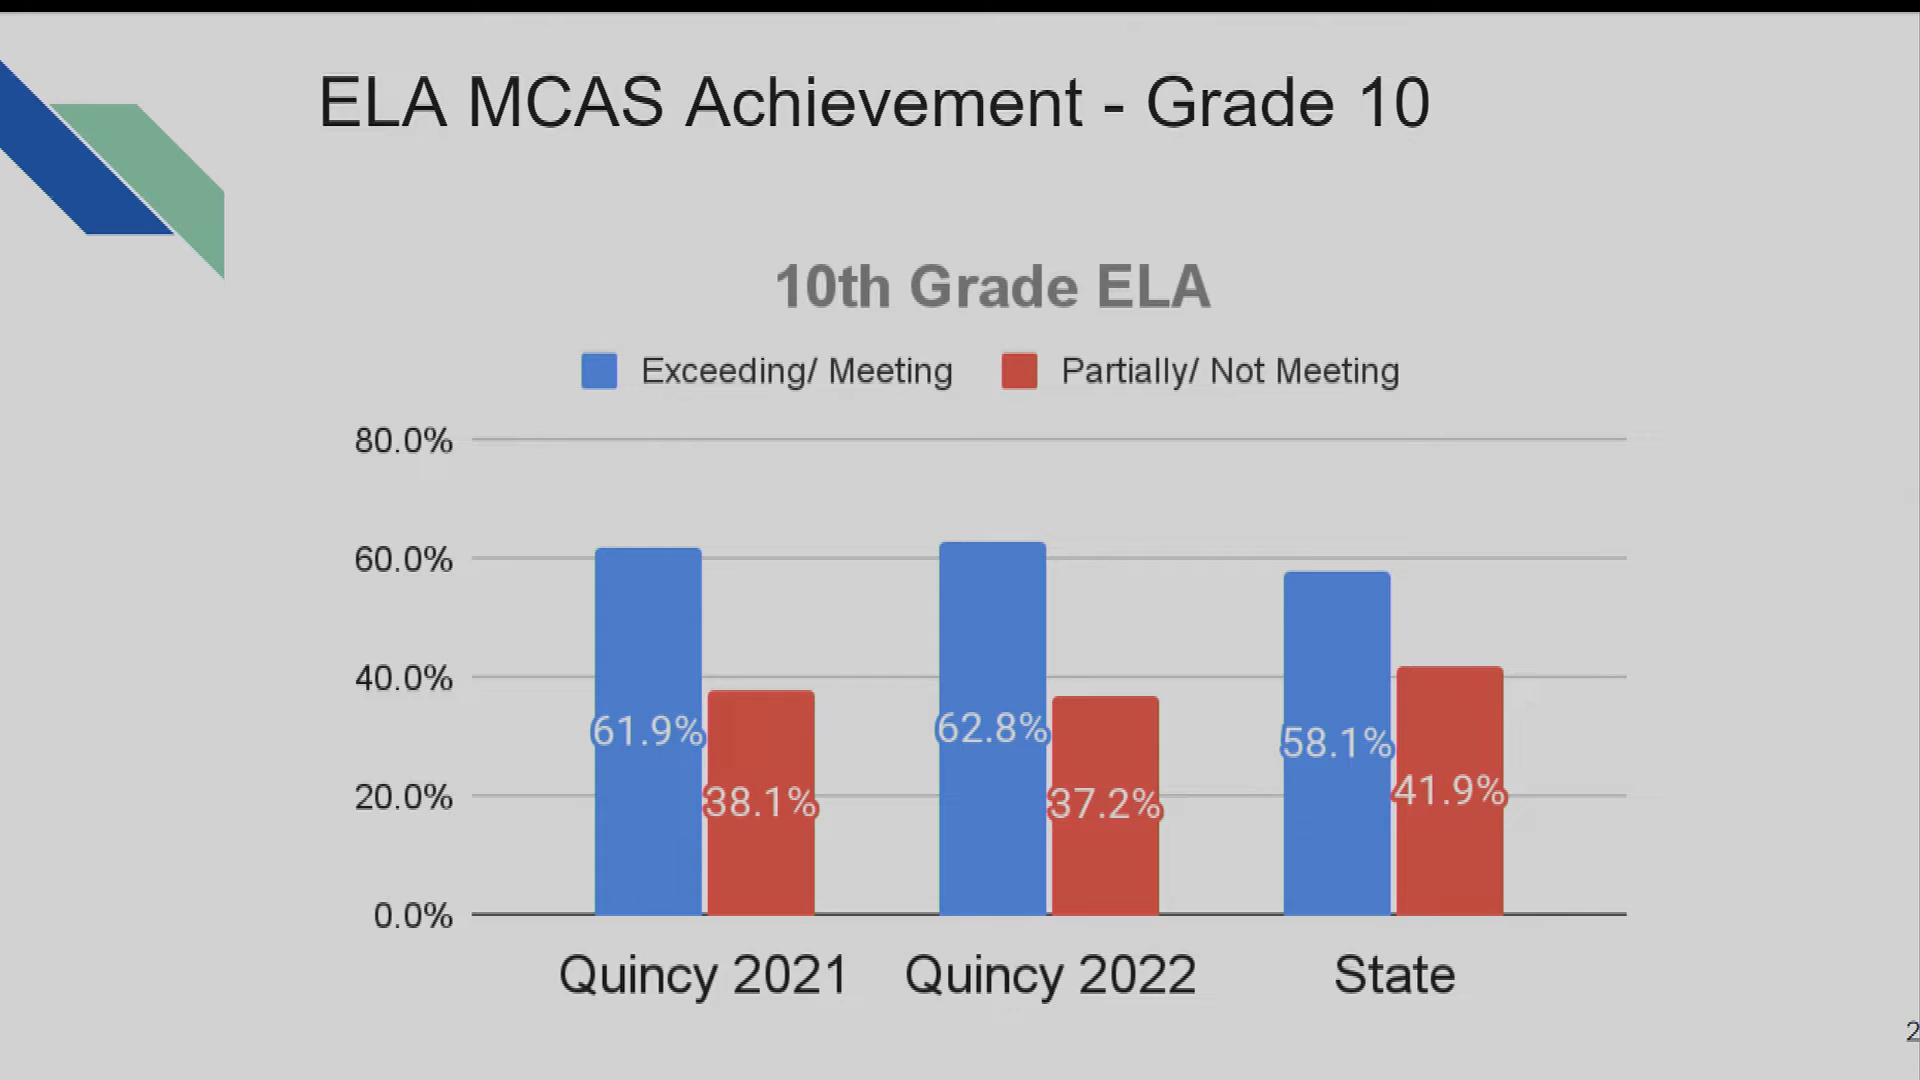 ELA MCAS Achievement - Grade 10
10th Grade ELA
Exceeding/ Meeting Partially/ Not Meeting
80.0%
60.0%
40.0%
20.0%
0.0%
61.9% 38.1% 62.8% 37.2% 58.1% 41.9%
Quincy 2021 Quincy 2022 State
2